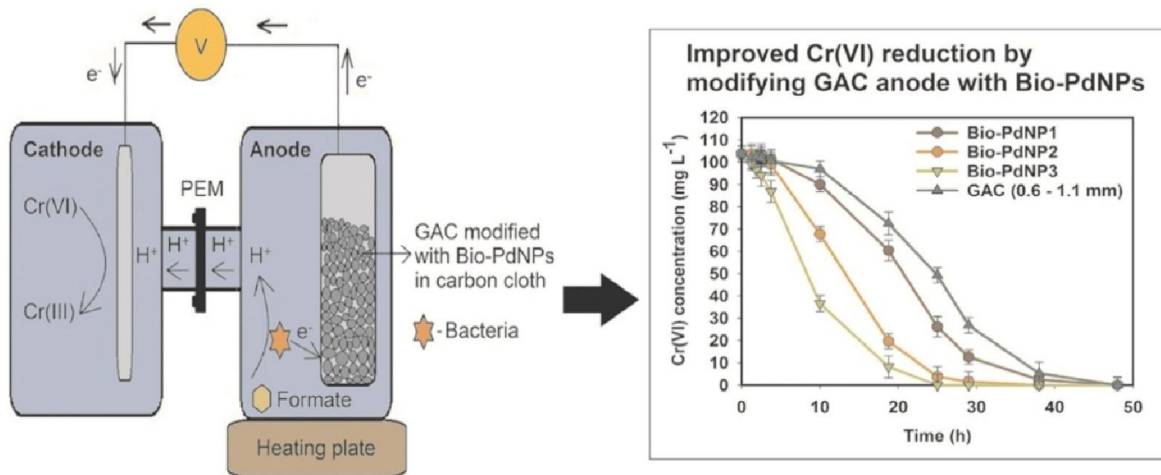 V
e-
e-
Cathode
Anode
PEM
Cr(VI)
H+
H+
H+
H+
Cr(III)
e-
GAC modified
with Bio-PdNPs
in carbon cloth
-Bacteria
Formate
Heating plate
Improved Cr(VI) reduction by
modifying GAC anode with Bio-PdNPs
Bio-PdNP1
Bio-PdNP2
Bio-PdNP3
GAC (0.6 - 1.1 mm)
Cr(VI) concentration (mg L-1)
120
110
100
90
80
70
60
50
40
30
20
10
0
0
10
20
30
40
50
Time (h)